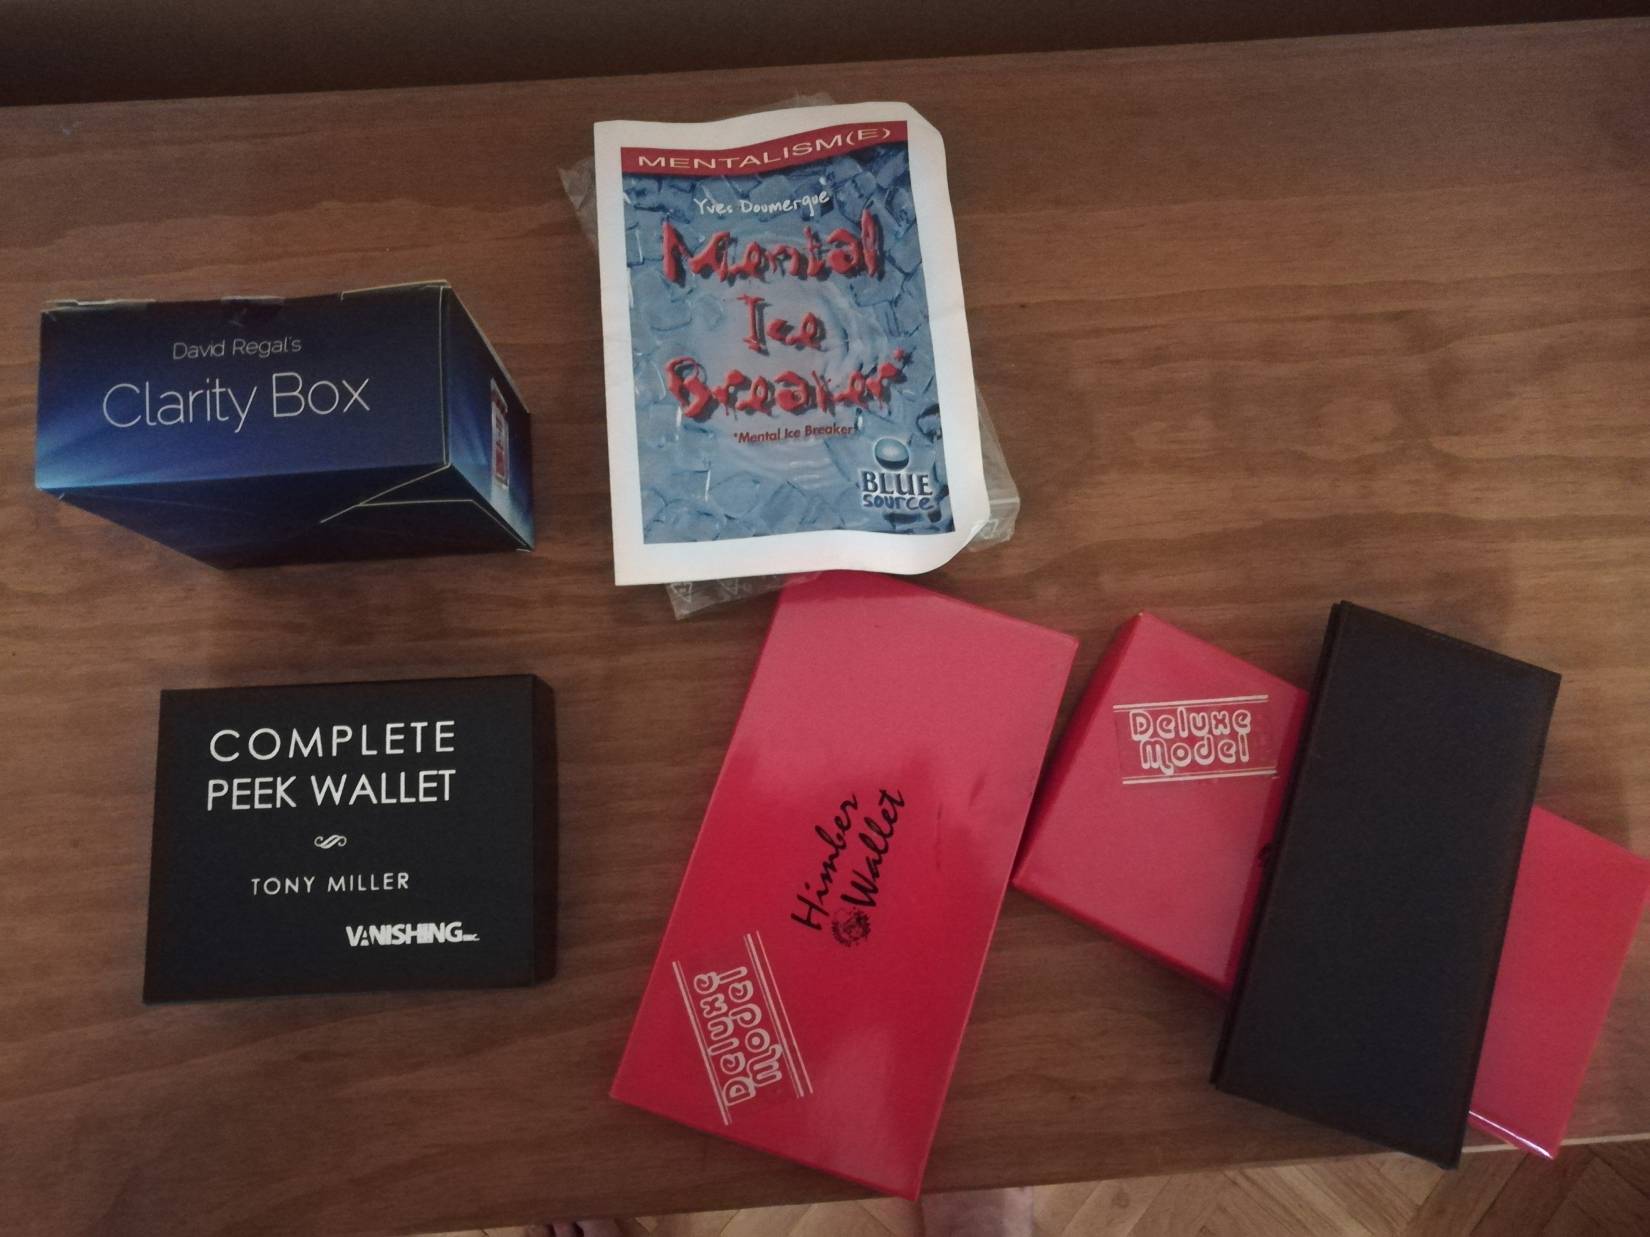 MENTALISM(E)
Yves Doumergue
Mental
Ice
Breaker
"Mental Ice Breaker"
BLUE
source
David Regal's
Clarity Box
COMPLETE
PEEK WALLET
TONY MILLER
VANISHING INC.
Himber
Wallet
Deluxe
Model
Deluxe
Model